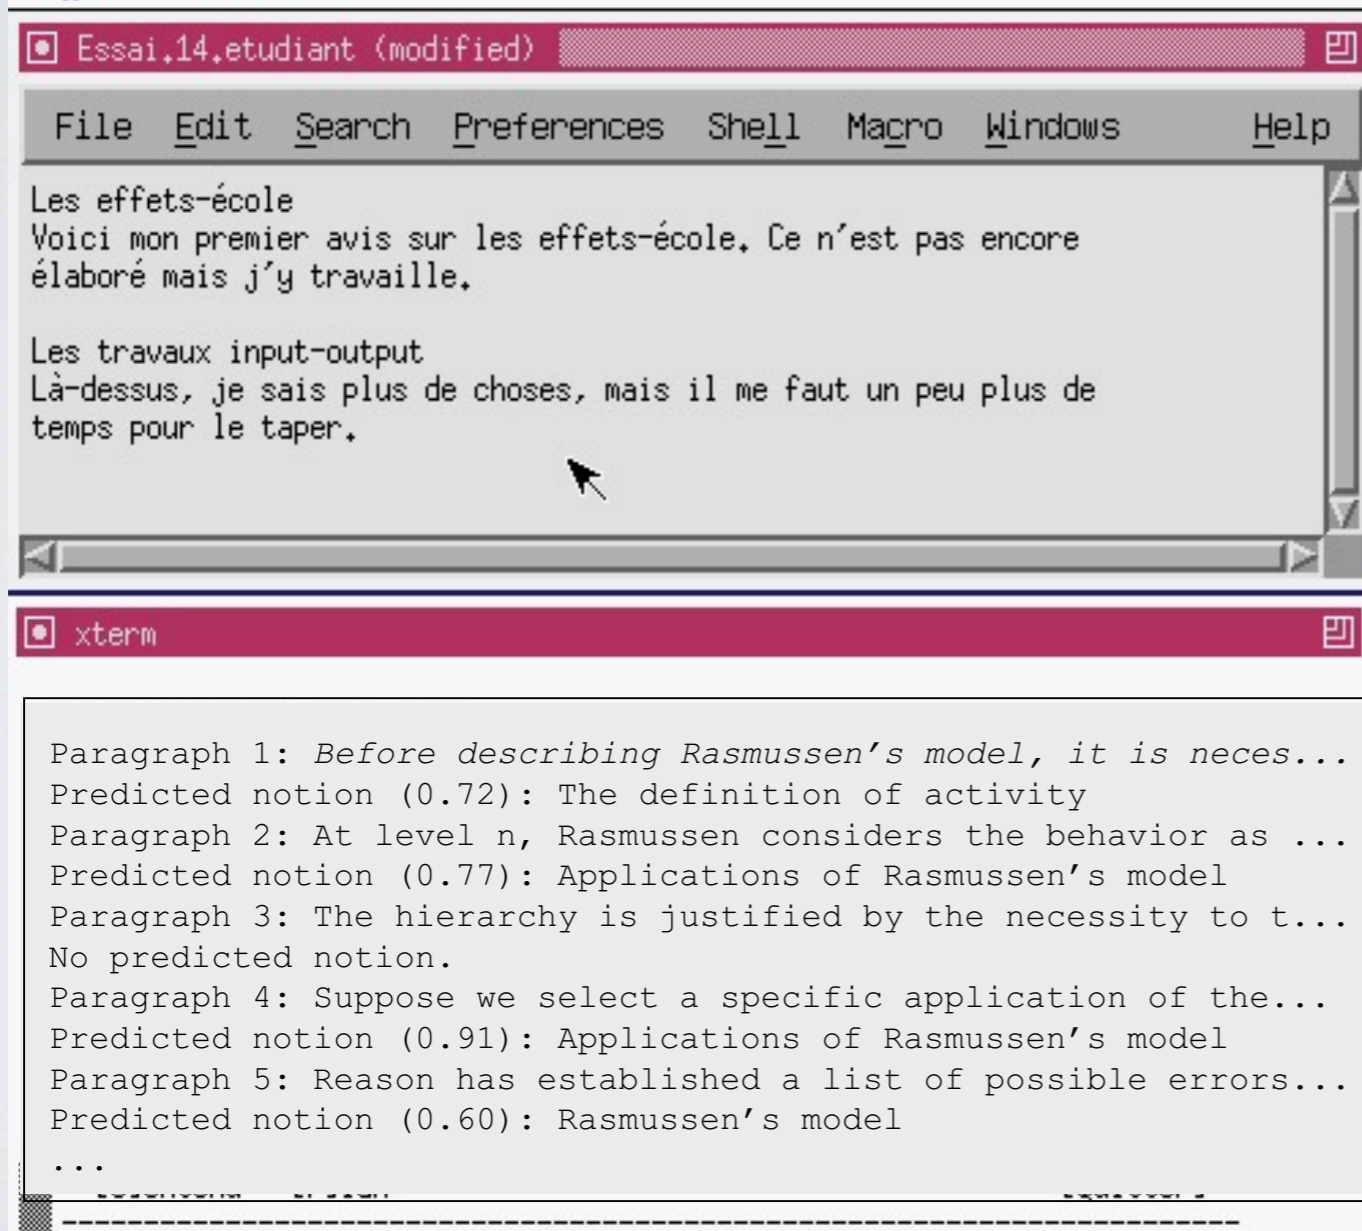 Essai.14.etudiant (modified)
File Edit Search Preferences Shell Macro Windows Help
Les effets-école
Voici mon premier avis sur les effets-école. Ce n'est pas encore
élaboré mais j'y travaille.
Les travaux input-output
Là-dessus, je sais plus de choses, mais il me faut un peu plus de
temps pour le taper.
xterm
Paragraph 1: Before describing Rasmussen's model, it is neces...
Predicted notion (0.72): The definition of activity
Paragraph 2: At level n, Rasmussen considers the behavior as ...
Predicted notion (0.77): Applications of Rasmussen's model
Paragraph 3: The hierarchy is justified by the necessity to t...
No predicted notion.
Paragraph 4: Suppose we select a specific application of the...
Predicted notion (0.91): Applications of Rasmussen's model
Paragraph 5: Reason has established a list of possible errors...
Predicted notion (0.60): Rasmussen's model
...